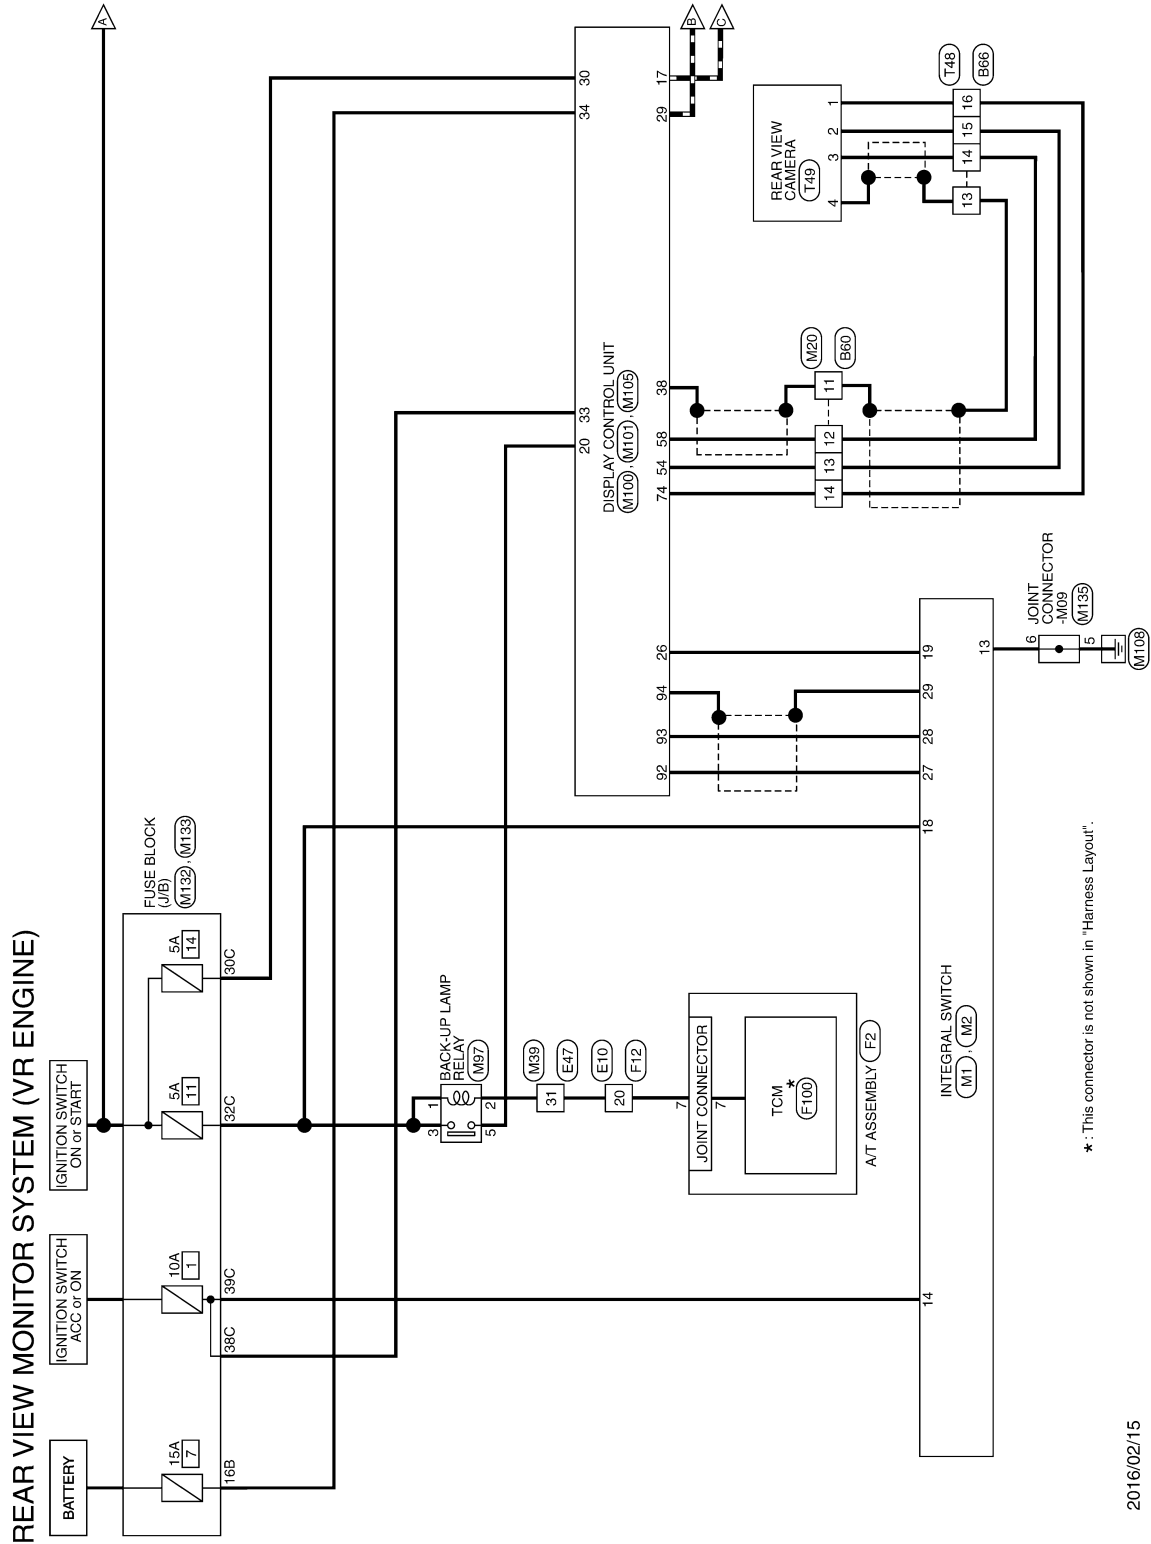 REAR VIEW MONITOR SYSTEM (VR ENGINE)
BATTERY
IGNITION SWITCH
ACC or ON
IGNITION SWITCH
ON or START
A
FUSE BLOCK
(J/B)
M132 , M133
15A
7
10A
1
5A
11
5A
14
16B
38C
39C
32C
30C
BACK-UP LAMP
RELAY
M97
3
1
5
2
31
M39
E47
20
E10
F12
7
JOINT CONNECTOR
7
TCM
*
F100
A/T ASSEMBLY F2
20
33
34
30
DISPLAY CONTROL UNIT
M100 , M101 , M105
92
93
94
26
74
54
58
38
29
17
B
C
14
13
12
11
M20
B60
REAR VIEW
CAMERA
T49
4
3
2
1
13
14
15
16
T48
B66
14
18
27
28
29
19
INTEGRAL SWITCH
M1 , M2
13
6
JOINT
CONNECTOR
-M09
M135
5
M108
* : This connector is not shown in "Harness Layout".
2016/02/15